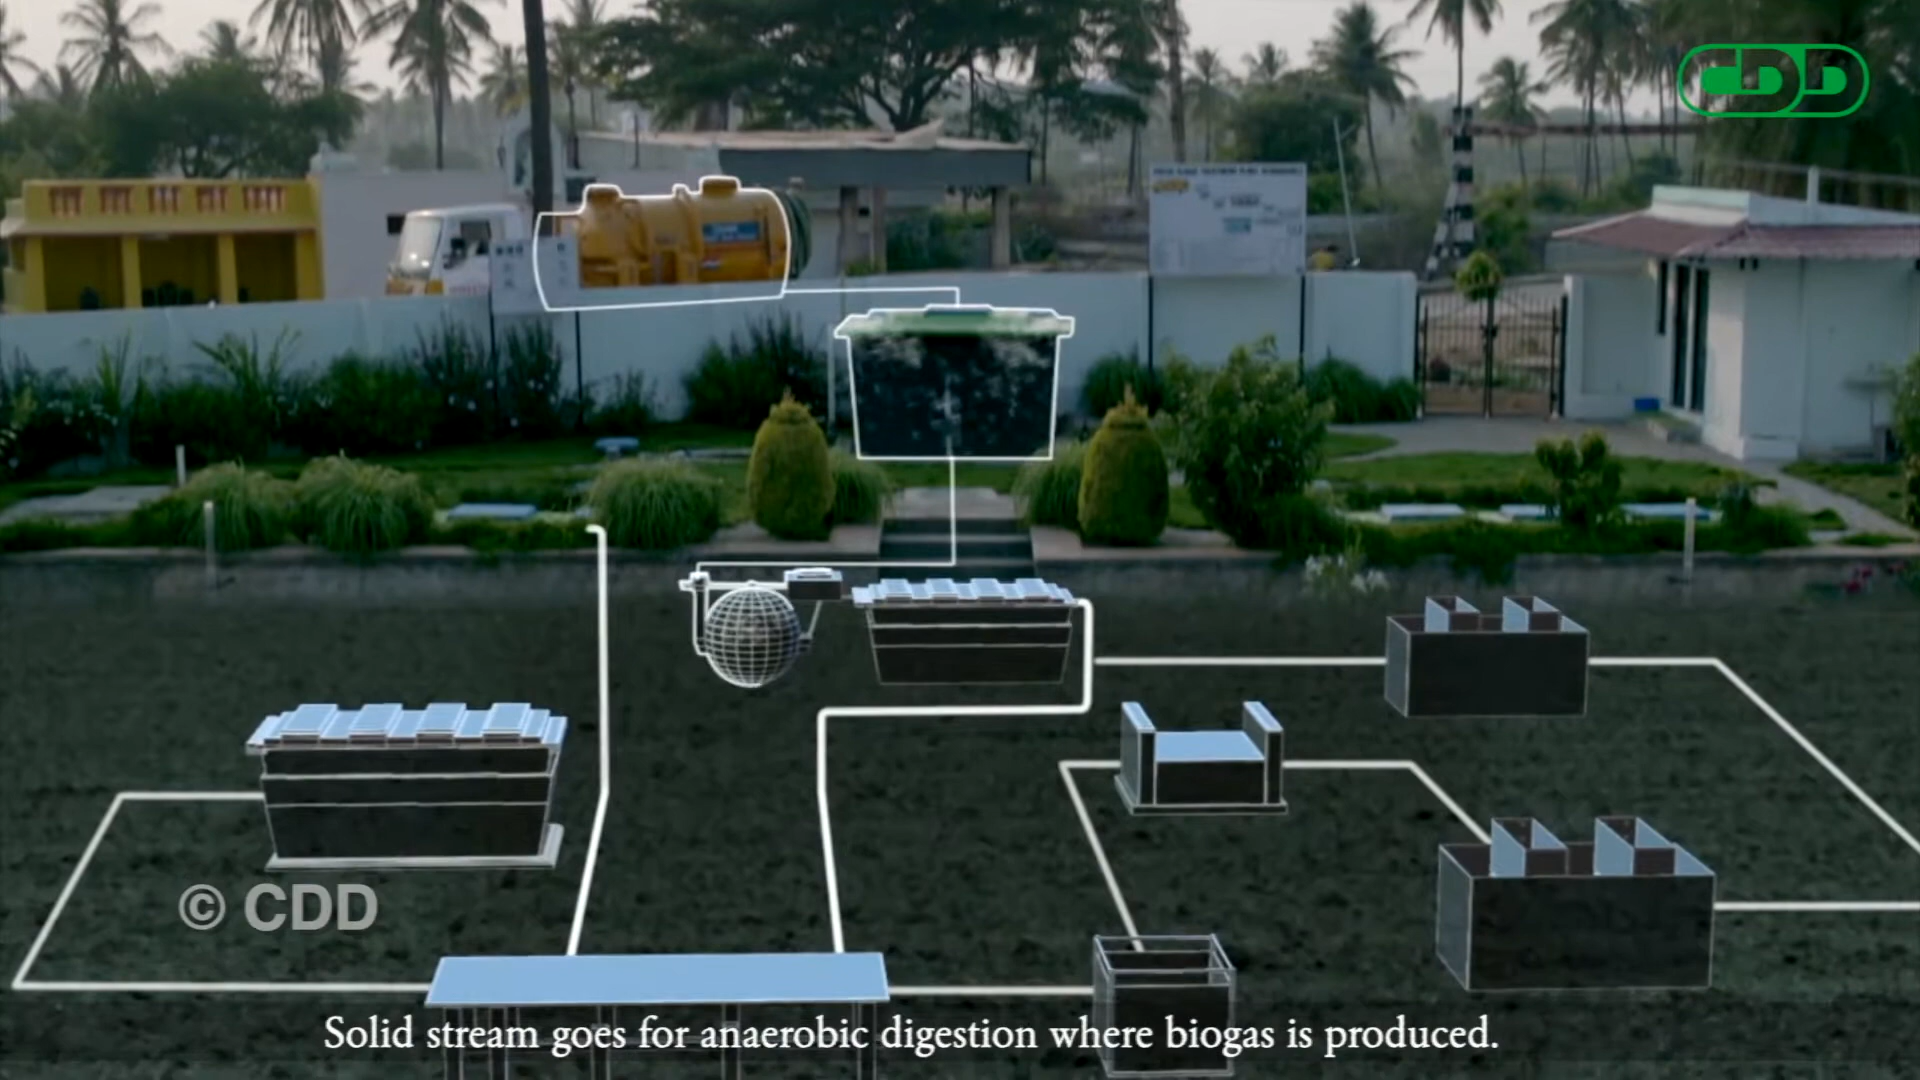 CDD
© CDD
Solid stream goes for anaerobic digestion where biogas is produced.